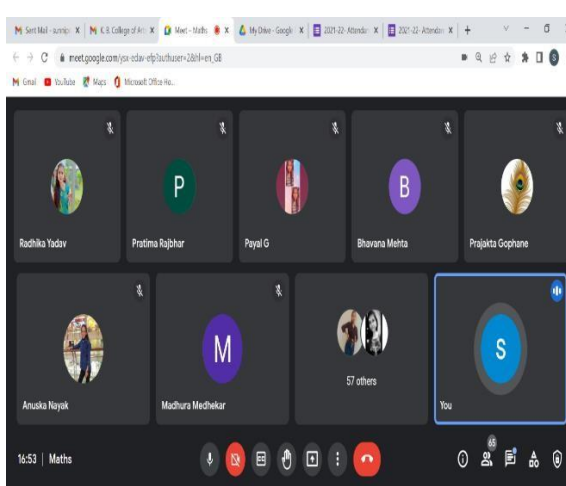 Sent Mail - sunnip X M K. B. College of Art X Meet – Maths X My Drive - Google X 2021-22- Attendan X 2021-22- Attendan X +
meet.google.com/ysx-edav-efp?authuser=2&hl=en_GB S
Gmail YouTube Maps Microsoft Office Ho...
P B
Radhika Yadav Pratima Rajbhar Payal G Bhavana Mehta Prajakta Gophane
M S
57 others
Anuska Nayak Madhura Medhekar You
65
16:53 | Maths